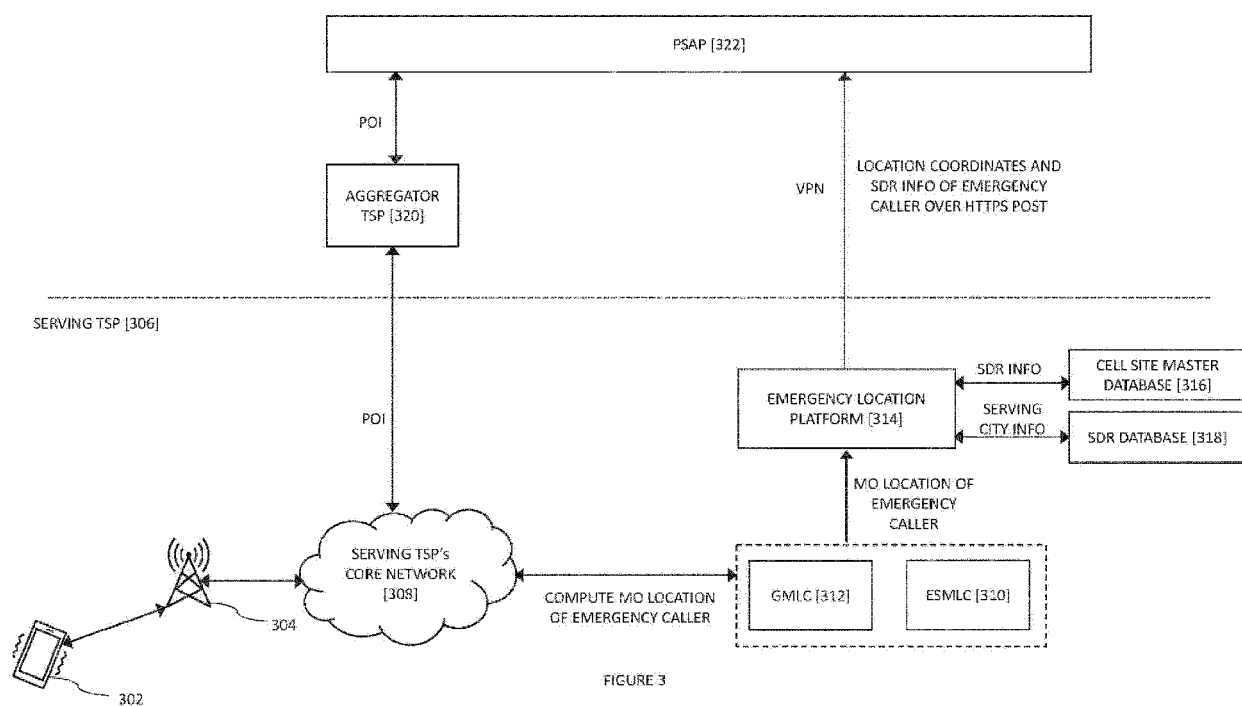 PSAP [322]
POI
AGGREGATOR
TSP [320]
VPN
LOCATION COORDINATES AND
SDR INFO OF EMERGENCY
CALLER OVER HTTPS POST
SERVING TSP [306]
POI
EMERGENCY LOCATION
PLATFORM [314]
SDR INFO
CELL SITE MASTER
DATABASE [316]
SERVING
CITY INFO
SDR DATABASE [318]
MO LOCATION OF
EMERGENCY
CALLER
SERVING TSP's
CORE NETWORK
[308]
COMPUTE MO LOCATION
OF EMERGENCY CALLER
GMLC [312]
ESMLC [310]
304
302
FIGURE 3